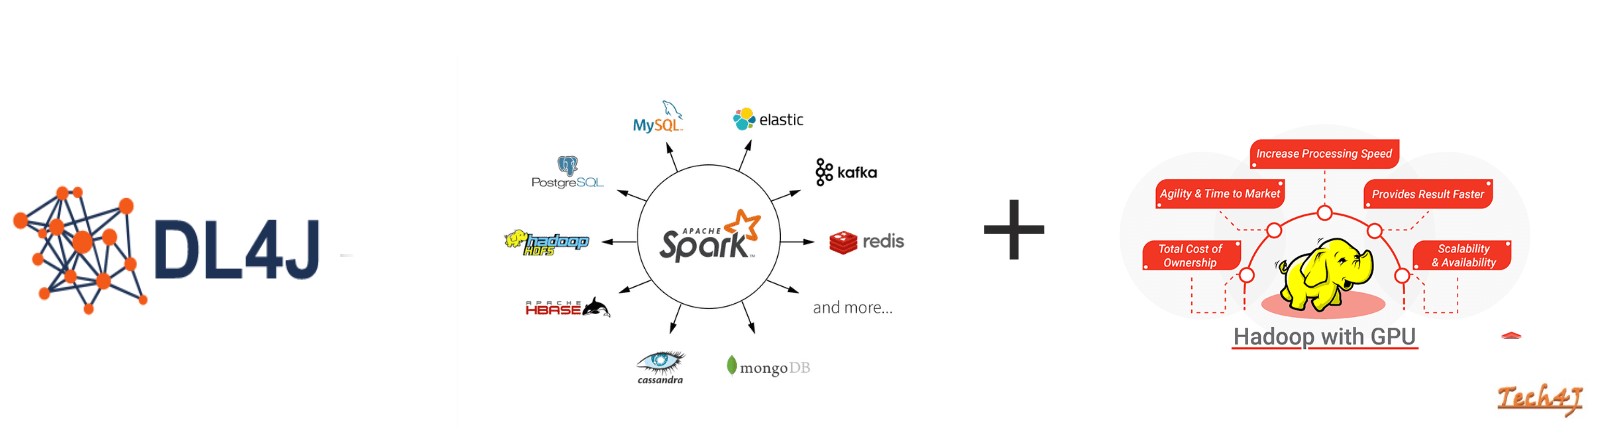 DL4J
MySQL
elastic
PostgreSQL
kafka
hadoop
HDFS
APACHE
Spark
TM
redis
APACHE
HBASE
and more...
cassandra
mongoDB
+
Increase Processing Speed
Agility & Time to Market
Provides Result Faster
Total Cost of
Ownership
Scalability
& Availability
Hadoop with GPU
Tech4J